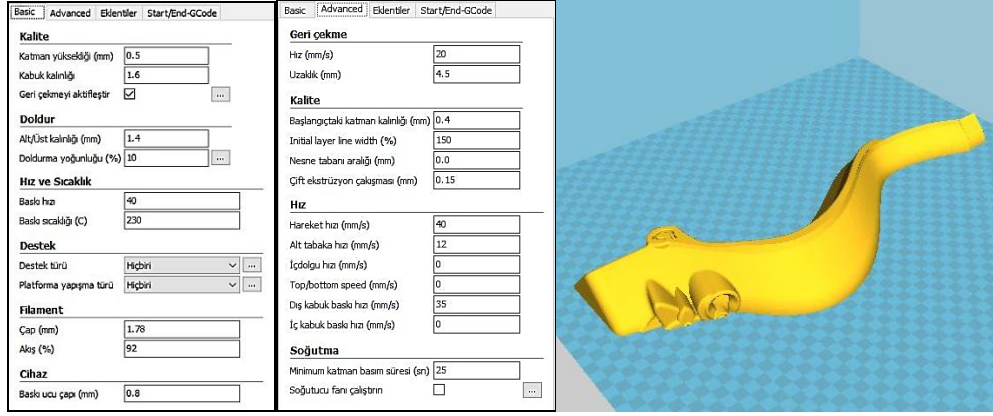 Basic Advanced Eklentiler Start/End-GCode
Kalite
Katman yüksekliği (mm) 0.5
Kabuk kalınlığı 1.6
Geri çekmeyi aktifleştir ...
Doldur
Alt/Üst kalınlığı (mm) 1.4
Doldurma yoğunluğu (%) 10 ...
Hız ve Sıcaklık
Baskı hızı 40
Baskı sıcaklığı (C) 230
Destek
Destek türü Hiçbiri ...
Platforma yapışma türü Hiçbiri ...
Filament
Çap (mm) 1.78
Akış (%) 92
Cihaz
Baskı ucu çapı (mm) 0.8
Basic Advanced Eklentiler Start/End-GCode
Geri çekme
Hız (mm/s) 20
Uzaklık (mm) 4.5
Kalite
Başlangıçtaki katman kalınlığı (mm) 0.4
Initial layer line width (%) 150
Nesne tabanı aralığı (mm) 0.0
Çift ekstrüzyon çakışması (mm) 0.15
Hız
Hareket hızı (mm/s) 40
Alt tabaka hızı (mm/s) 12
İçdolgu hızı (mm/s) 0
Top/bottom speed (mm/s) 0
Dış kabuk baskı hızı (mm/s) 35
İç kabuk baskı hızı (mm/s) 0
Soğutma
Minimum katman basım süresi (sn) 25
Soğutucu fanı çalıştırın ...